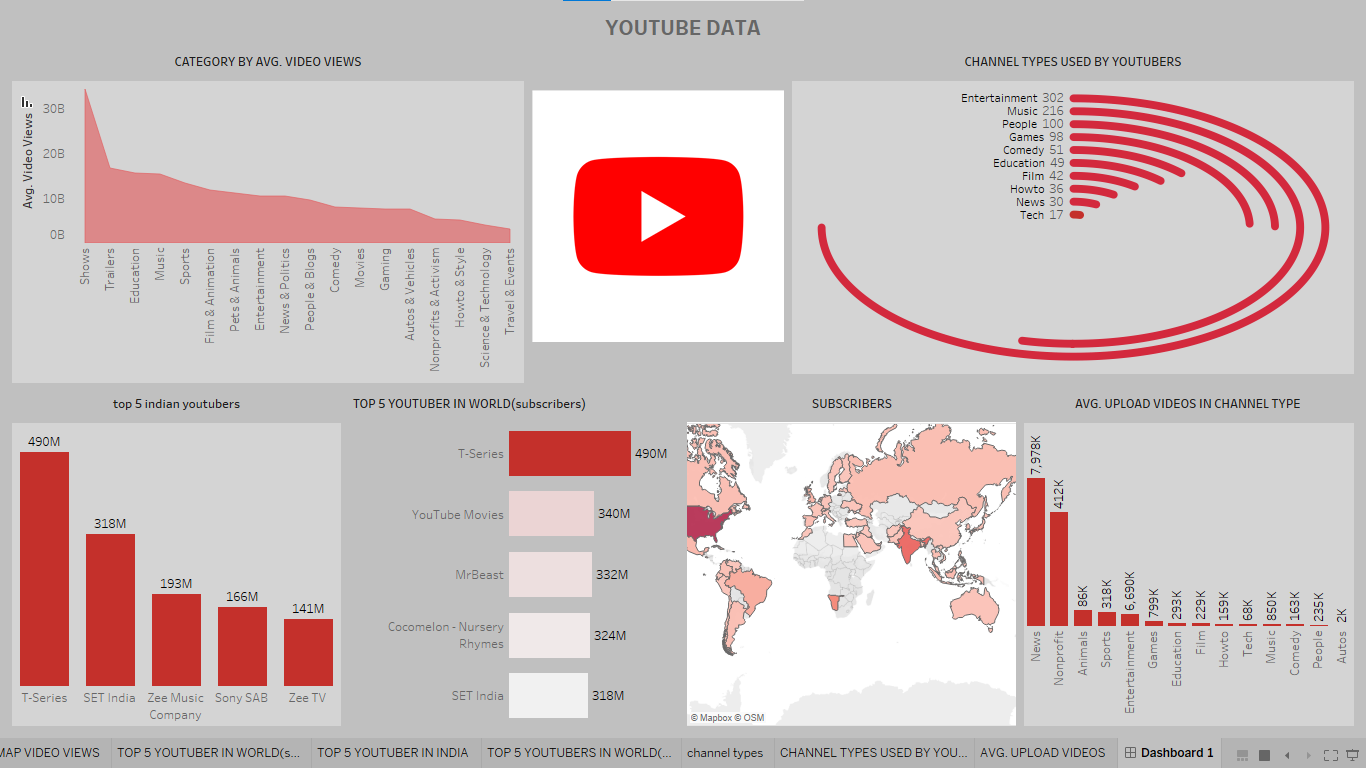 YOUTUBE DATA
CATEGORY BY AVG. VIDEO VIEWS
Avg. Video Views
30B
20B
10B
0B
Shows
Trailers
Education
Music
Sports
Film & Animation
Pets & Animals
Entertainment
News & Politics
People & Blogs
Comedy
Movies
Gaming
Autos & Vehicles
Nonprofits & Activism
Howto & Style
Science & Technology
Travel & Events
CHANNEL TYPES USED BY YOUTUBERS
Entertainment 302
Music 216
People 100
Games 98
Comedy 51
Education 49
Film 42
Howto 36
News 30
Tech 17
top 5 indian youtubers
490M
318M
193M
166M
141M
T-Series
SET India
Zee Music
Company
Sony SAB
Zee TV
TOP 5 YOUTUBER IN WORLD(subscribers)
T-Series 490M
YouTube Movies 340M
MrBeast 332M
Cocomelon - Nursery
Rhymes 324M
SET India 318M
SUBSCRIBERS
© Mapbox © OSM
AVG. UPLOAD VIDEOS IN CHANNEL TYPE
7,978K
412K
86K
318K
6,690K
799K
293K
229K
159K
68K
850K
163K
235K
2K
News
Nonprofit
Animals
Sports
Entertainment
Games
Education
Film
Howto
Tech
Music
Comedy
People
Autos
MAP VIDEO VIEWS
TOP 5 YOUTUBER IN WORLD(s...
TOP 5 YOUTUBER IN INDIA
TOP 5 YOUTUBERS IN WORLD(...
channel types
CHANNEL TYPES USED BY YOU...
AVG. UPLOAD VIDEOS
Dashboard 1